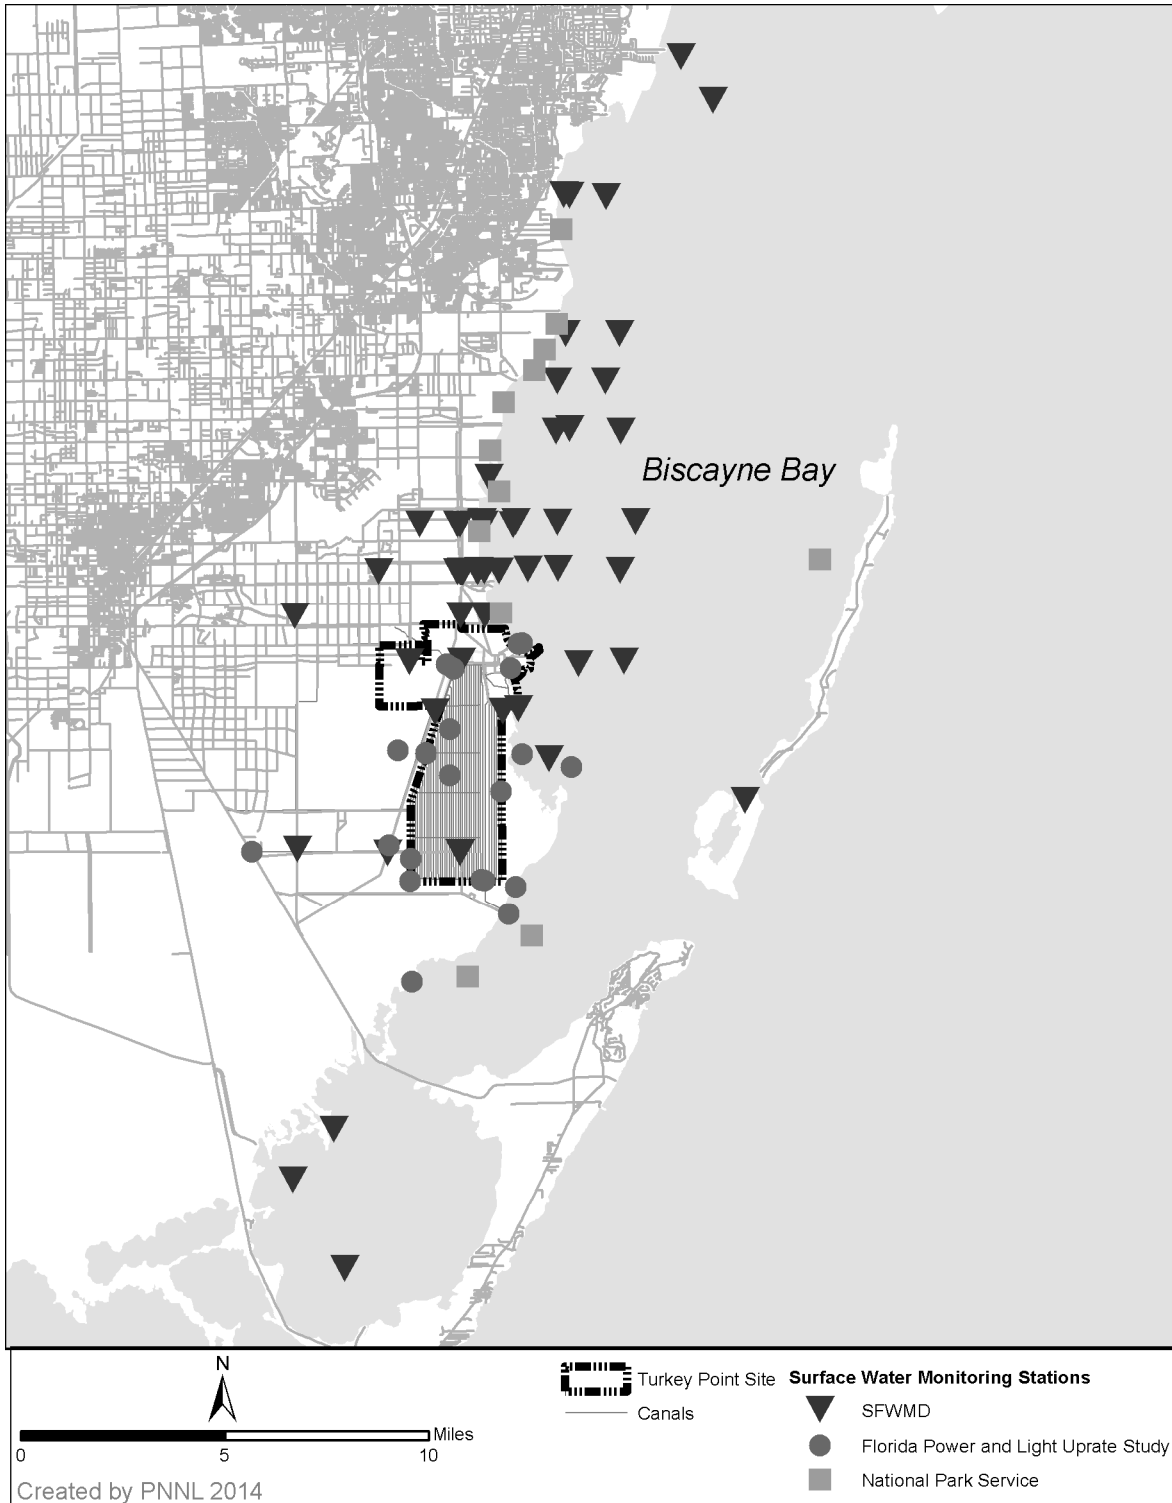 Biscayne Bay
N
0 5 10 Miles
Created by PNNL 2014
Turkey Point Site
Canals
Surface Water Monitoring Stations
SFWMD
Florida Power and Light Uprate Study
National Park Service